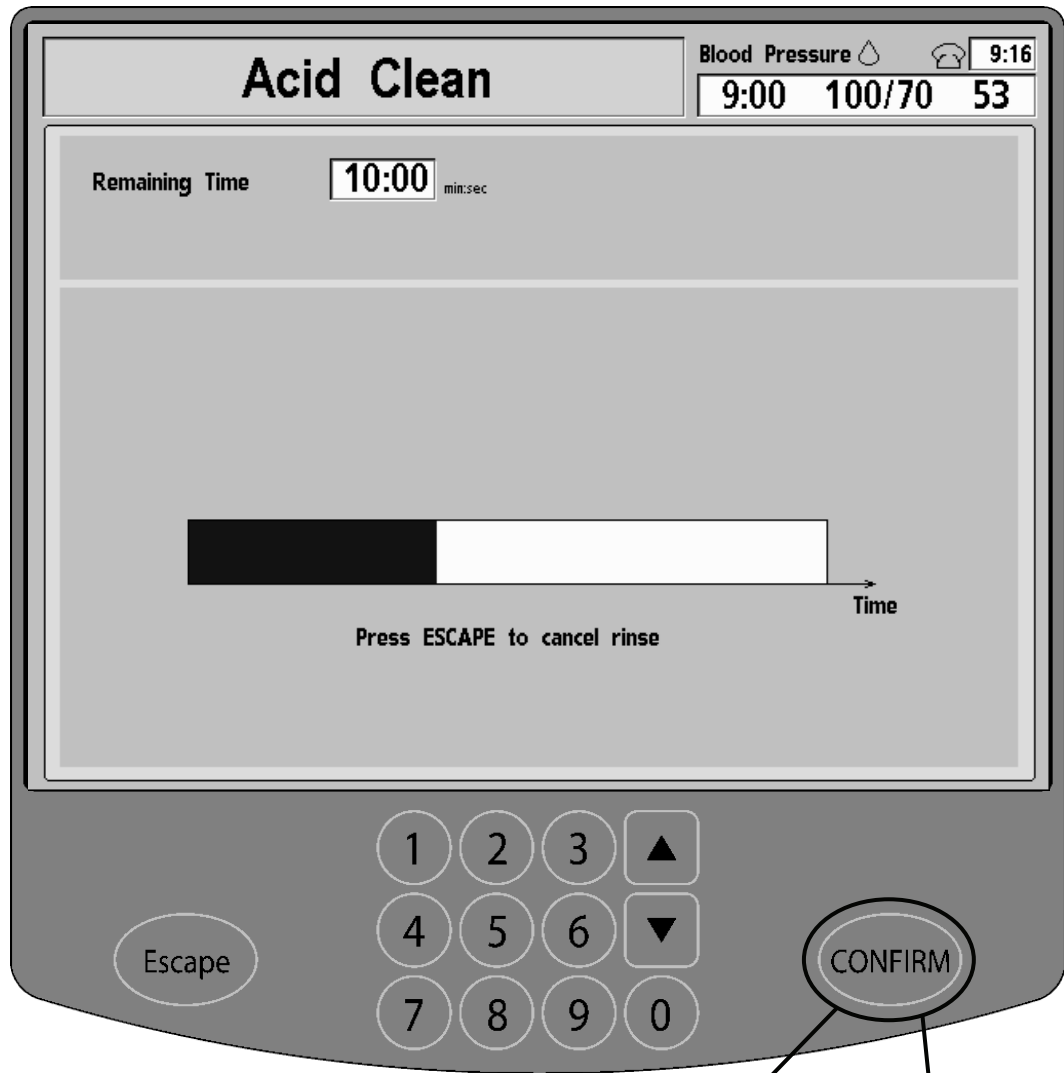 Acid Clean
Blood Pressure 9:16
9:00 100/70 53
Remaining Time 10:00 min:sec
Time
Press ESCAPE to cancel rinse
1 2 3
4 5 6
Escape CONFIRM
7 8 9 0